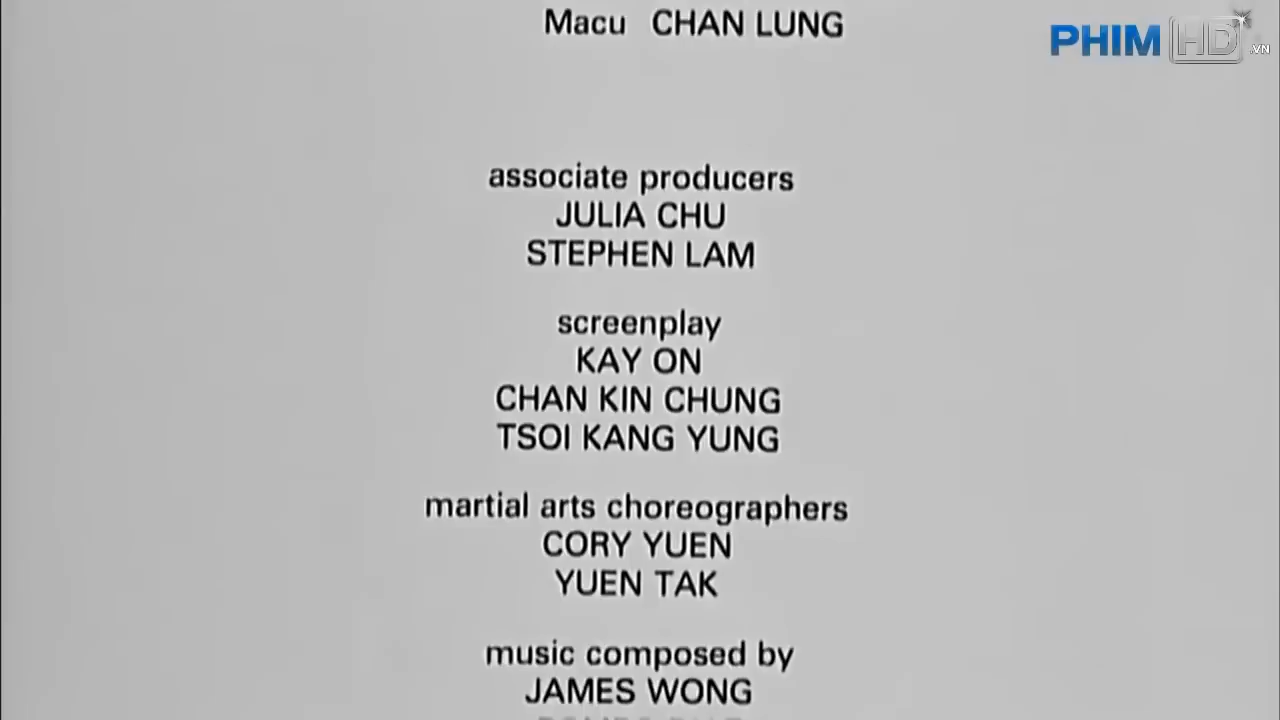 Macu CHAN LUNG
PHIM HD .VN
associate producers
JULIA CHU
STEPHEN LAM
screenplay
KAY ON
CHAN KIN CHUNG
TSOI KANG YUNG
martial arts choreographers
CORY YUEN
YUEN TAK
music composed by
JAMES WONG